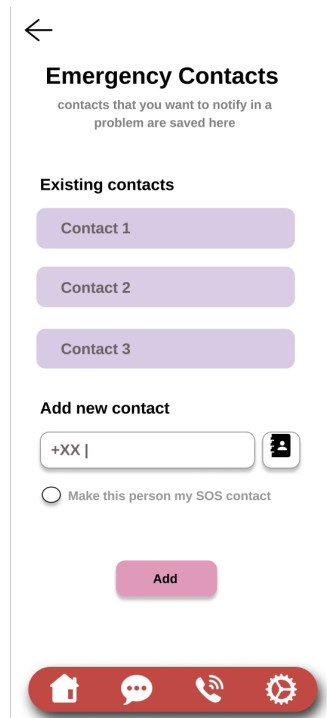 Emergency Contacts
contacts that you want to notify in a
problem are saved here
Existing contacts
Contact 1
Contact 2
Contact 3
Add new contact
+XX |
Make this person my SOS contact
Add